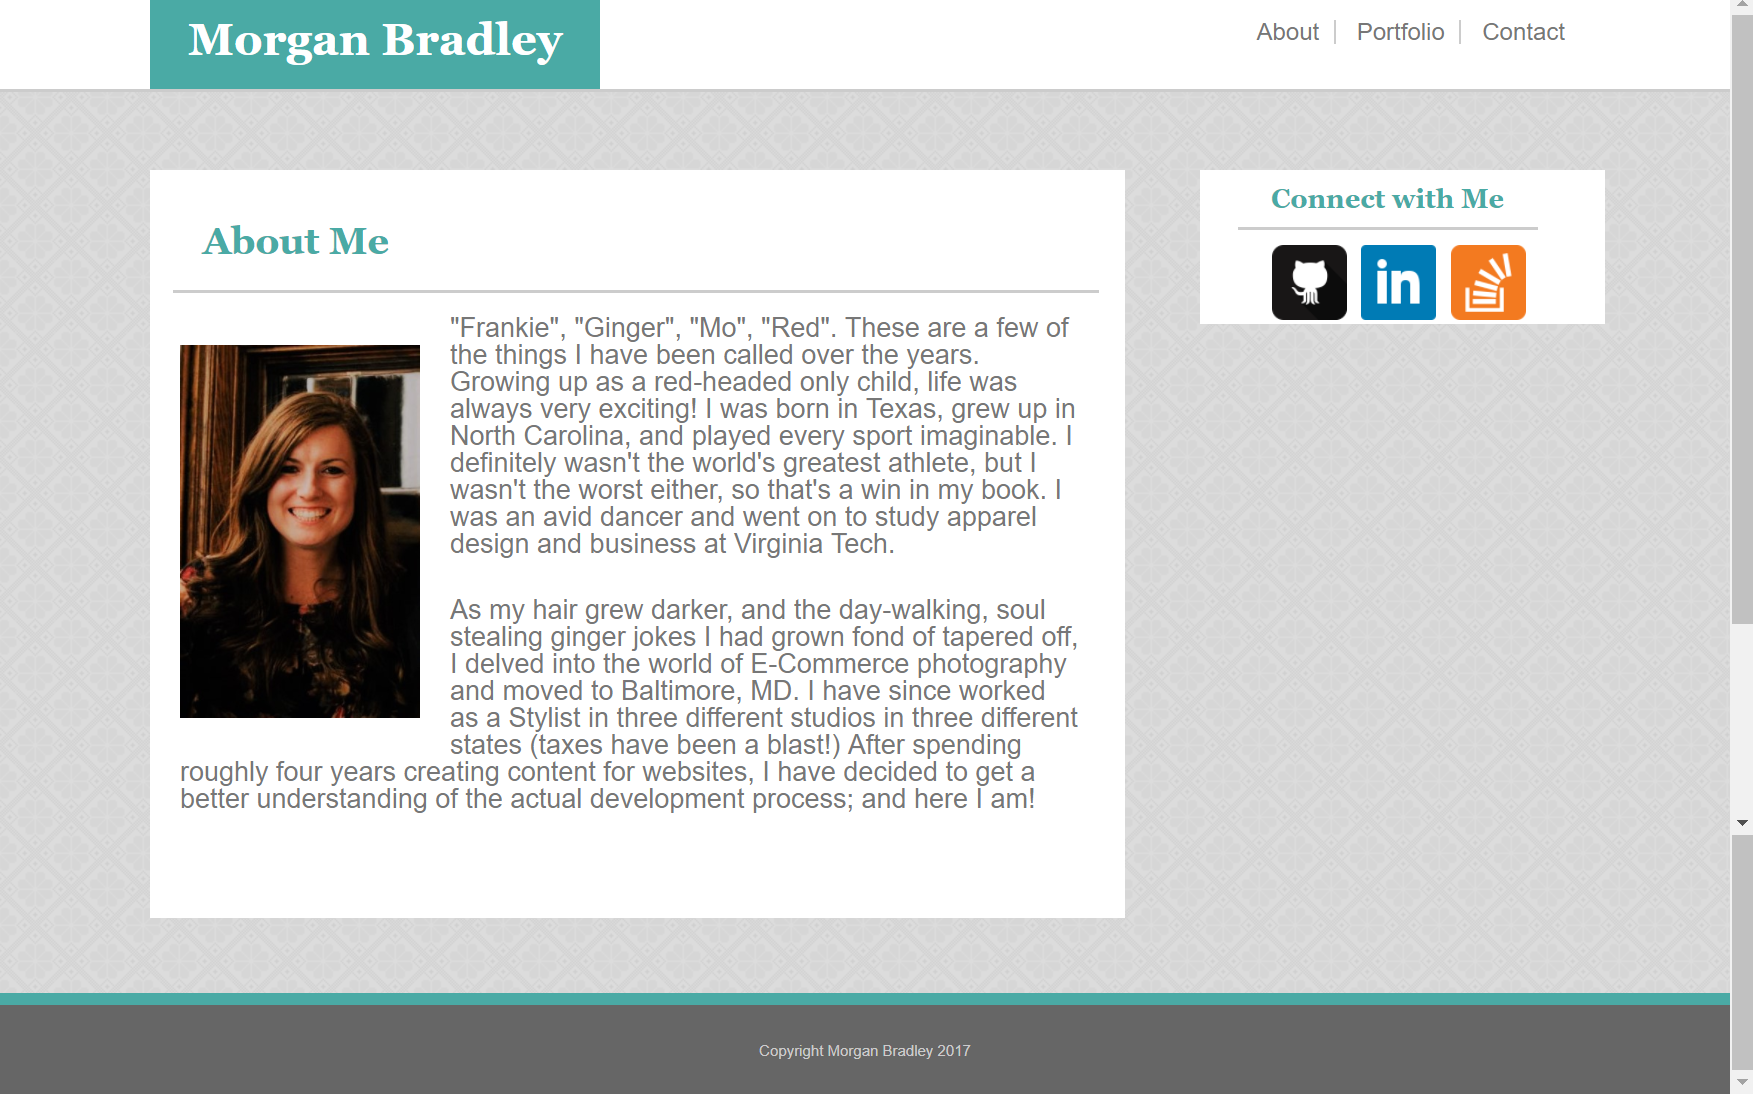 Morgan Bradley
About
Portfolio
Contact
About Me
"Frankie", "Ginger", "Mo", "Red". These are a few of
the things I have been called over the years.
Growing up as a red-headed only child, life was
always very exciting! I was born in Texas, grew up in
North Carolina, and played every sport imaginable. I
definitely wasn't the world's greatest athlete, but I
wasn't the worst either, so that's a win in my book. I
was an avid dancer and went on to study apparel
design and business at Virginia Tech.
As my hair grew darker, and the day-walking, soul
stealing ginger jokes I had grown fond of tapered off,
I delved into the world of E-Commerce photography
and moved to Baltimore, MD. I have since worked
as a Stylist in three different studios in three different
states (taxes have been a blast!) After spending
roughly four years creating content for websites, I have decided to get a
better understanding of the actual development process; and here I am!
Connect with Me
in
Copyright Morgan Bradley 2017